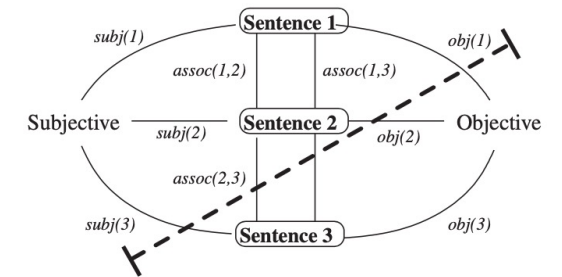 Sentence 1
subj(1)
obj(1)
assoc(1,2)
assoc(1,3)
Subjective
Sentence 2
Objective
subj(2)
obj(2)
assoc(2,3)
subj(3)
obj(3)
Sentence 3